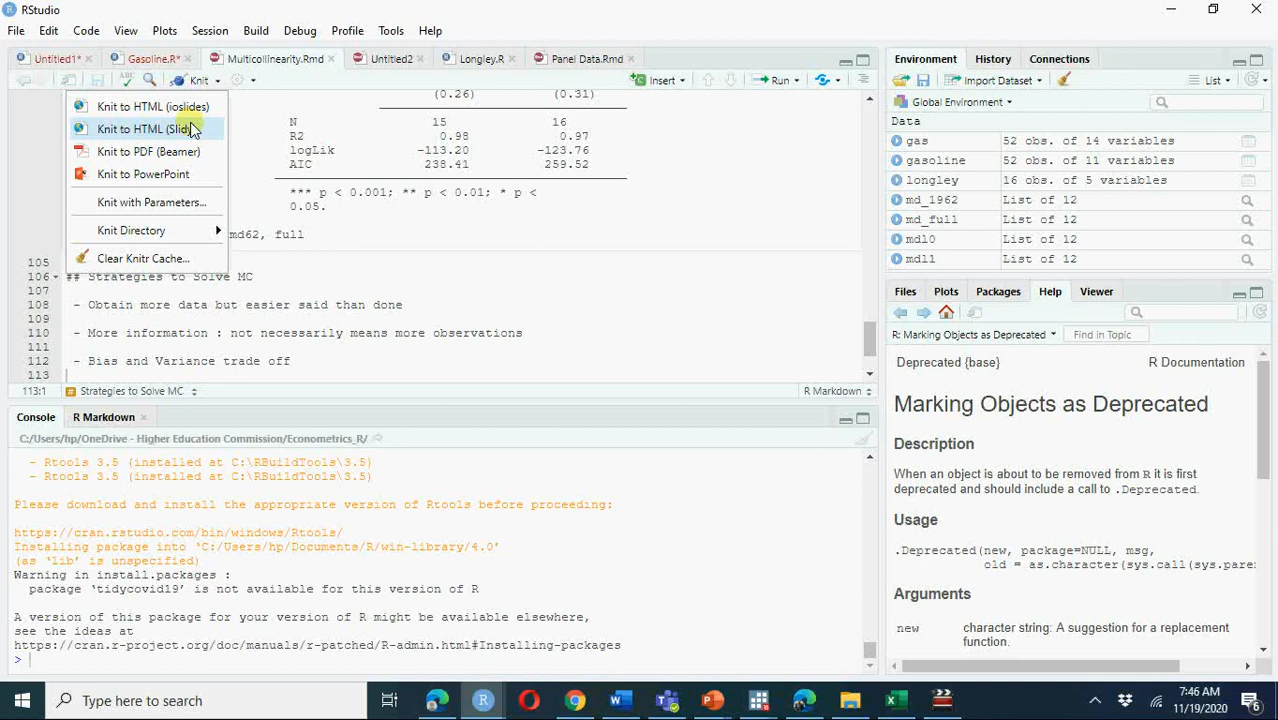 RStudio
File Edit Code View Plots Session Build Debug Profile Tools Help
Untitled1* Gasoline.R* Multicollinearity.Rmd Untitled2 Longley.R Panel Data.Rmd
Knit Insert Run
Knit to HTML (ioslides)
Knit to HTML (Slidy)
Knit to PDF (Beamer)
Knit to PowerPoint
Knit with Parameters...
Knit Directory
Clear Knitr Cache...
(0.26) (0.31)
N 15 16
R2 0.98 0.97
logLik -113.20 -123.76
AIC 238.41 259.52
*** p < 0.001; ** p < 0.01; * p <
0.05.
md62, full
105
106 ## Strategies to Solve MC
107
108 - Obtain more data but easier said than done
109
110 - More information : not necessarily means more observations
111
112 - Bias and Variance trade off
113
113:1 # Strategies to Solve MC R Markdown
Console R Markdown
C:/Users/hp/OneDrive - Higher Education Commission/Econometrics_R/
- Rtools 3.5 (installed at C:\RBuildTools\3.5)
- Rtools 3.5 (installed at C:\RBuildTools\3.5)
Please download and install the appropriate version of Rtools before proceeding:
https://cran.rstudio.com/bin/windows/Rtools/
Installing package into ‘C:/Users/hp/Documents/R/win-library/4.0’
(as ‘lib’ is unspecified)
Warning in install.packages :
package ‘tidycovid19’ is not available for this version of R
A version of this package for your version of R might be available elsewhere,
see the ideas at
https://cran.r-project.org/doc/manuals/r-patched/R-admin.html#Installing-packages
>
Environment History Connections
Import Dataset List
Global Environment
Data
gas 52 obs. of 14 variables
gasoline 52 obs. of 11 variables
longley 16 obs. of 5 variables
md_1962 List of 12
md_full List of 12
mdl0 List of 12
mdl1 List of 12
Files Plots Packages Help Viewer
R: Marking Objects as Deprecated Find in Topic
Deprecated {base} R Documentation
Marking Objects as Deprecated
Description
When an object is about to be removed from R it is first
deprecated and should include a call to .Deprecated.
Usage
.Deprecated(new, package=NULL, msg,
old = as.character(sys.call(sys.pare
Arguments
new character string: A suggestion for a replacement
function.
Type here to search
7:46 AM
11/19/2020
6